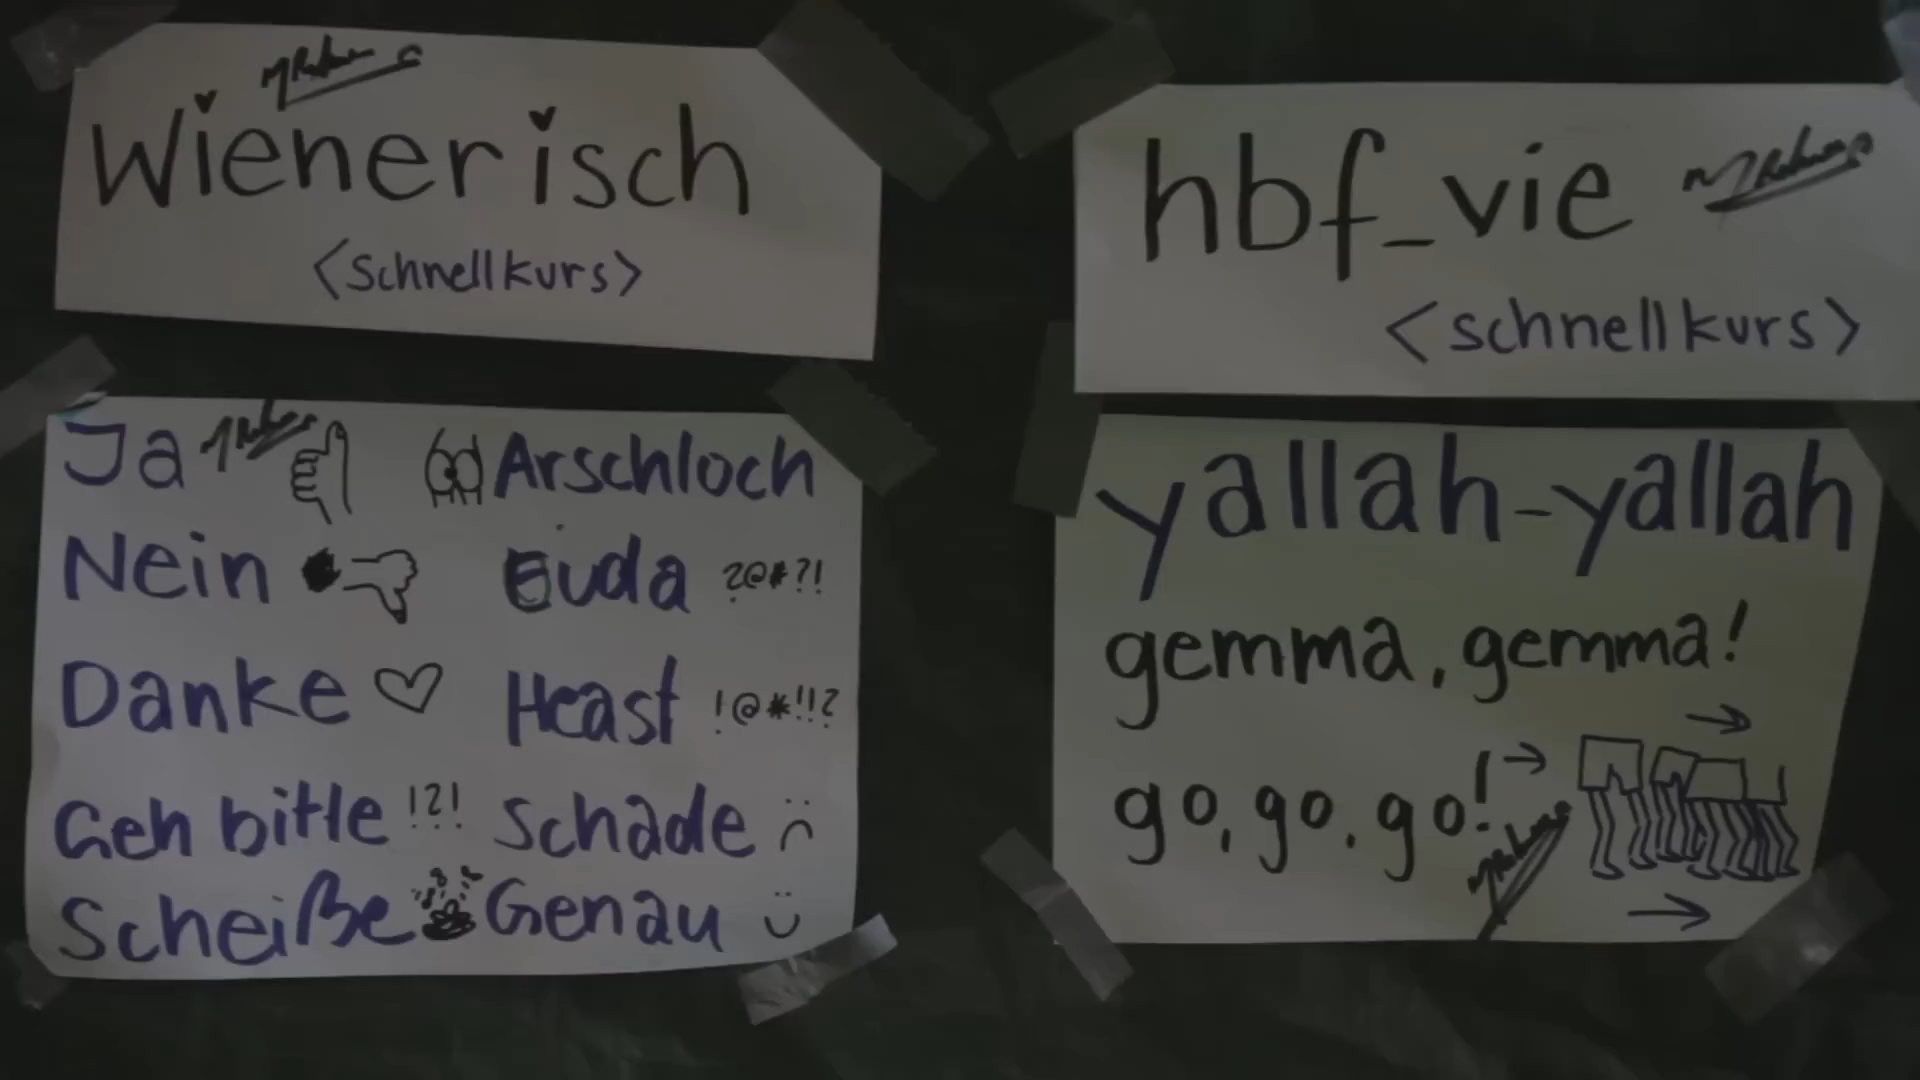 Wienerisch
<schnellkurs>
Ja Arschloch
Nein Euda ?@*?!
Danke Heast !@*!!?
Geh bitte !?! Schade
Scheiße Genau
hbf_vie
<schnellkurs>
yallah-yallah
gemma, gemma!
go, go, go!